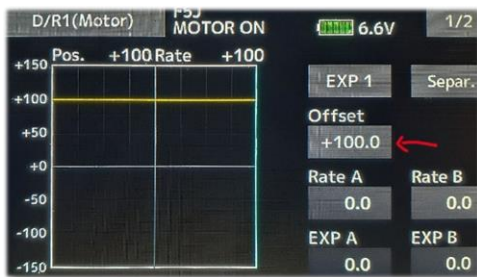 D/R1(Motor)
F5J
MOTOR ON
6.6V
1/2
Pos. +100 Rate +100
+150
+100
+50
+0
-50
-100
-150
EXP 1
Separ.
Offset
+100.0
Rate A
Rate B
0.0
0.0
EXP A
EXP B
0.0
0.0